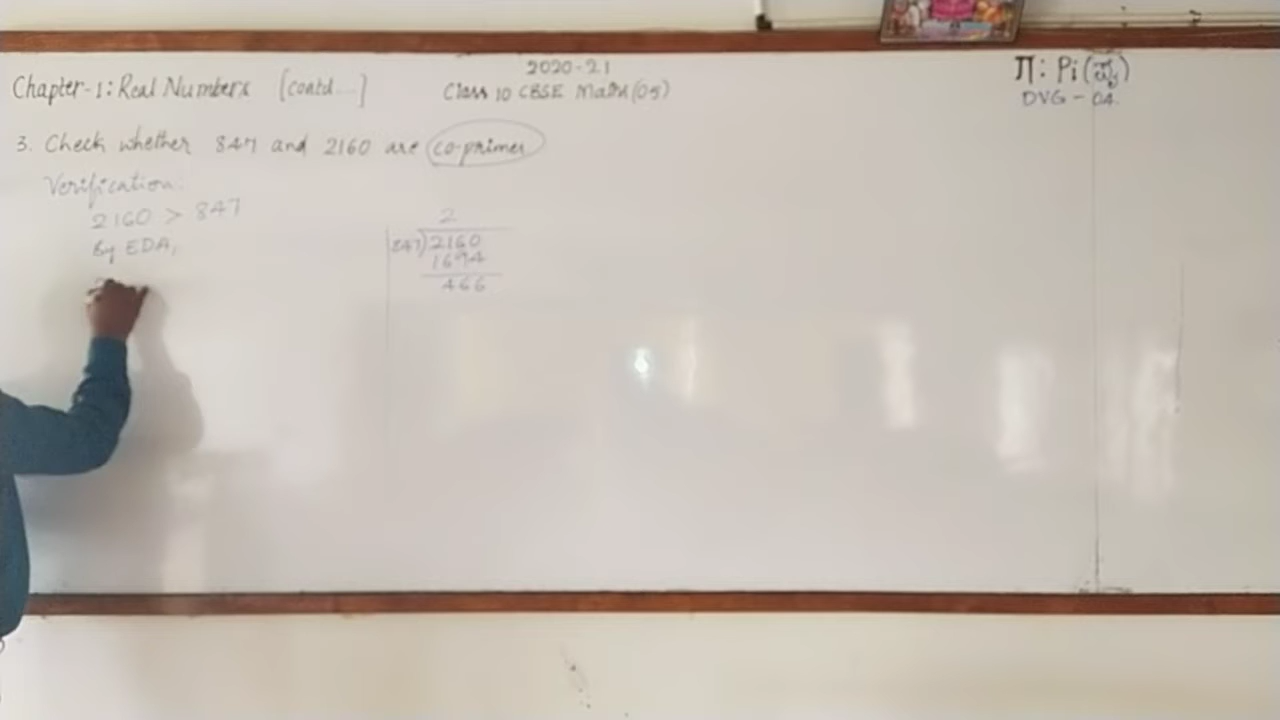 2020-21
Chapter-1: Real Numbers [contd....]
Class 10 CBSE Math(05)
π: Pi (ಪೈ)
DVG - 04.
3. Check whether 847 and 2160 are co-primes
Verification:
2160 > 847
By EDA,
2
847)2160
1694
466